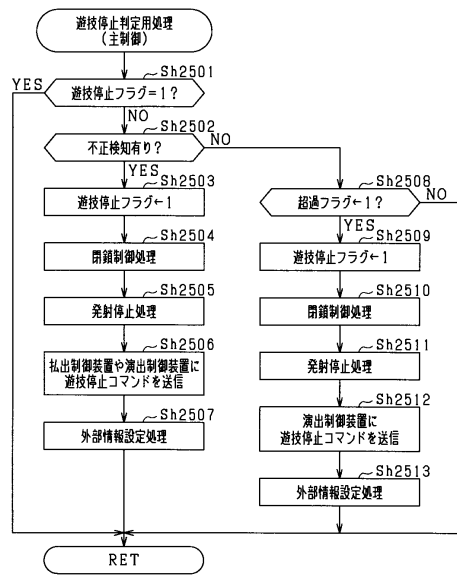 遊技停止判定用処理
(主制御)
Sh2501
YES
遊技停止フラグ=1?
NO
Sh2502
不正検知有り?
NO
YES
Sh2503
遊技停止フラグ←1
Sh2504
閉鎖制御処理
Sh2505
発射停止処理
Sh2506
払出制御装置や演出制御装置に
遊技停止コマンドを送信
Sh2507
外部情報設定処理
Sh2508
超過フラグ←1?
NO
YES
Sh2509
遊技停止フラグ←1
Sh2510
閉鎖制御処理
Sh2511
発射停止処理
Sh2512
演出制御装置に
遊技停止コマンドを送信
Sh2513
外部情報設定処理
RET